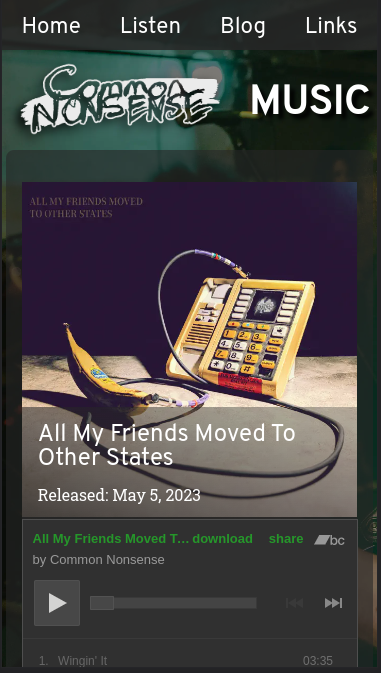 Home Listen Blog Links
COMMON
NONSENSE
MUSIC
ALL MY FRIENDS MOVED
TO OTHER STATES
All My Friends Moved To
Other States
Released: May 5, 2023
All My Friends Moved T... download share bc
by Common Nonsense
1. Wingin' It 03:35